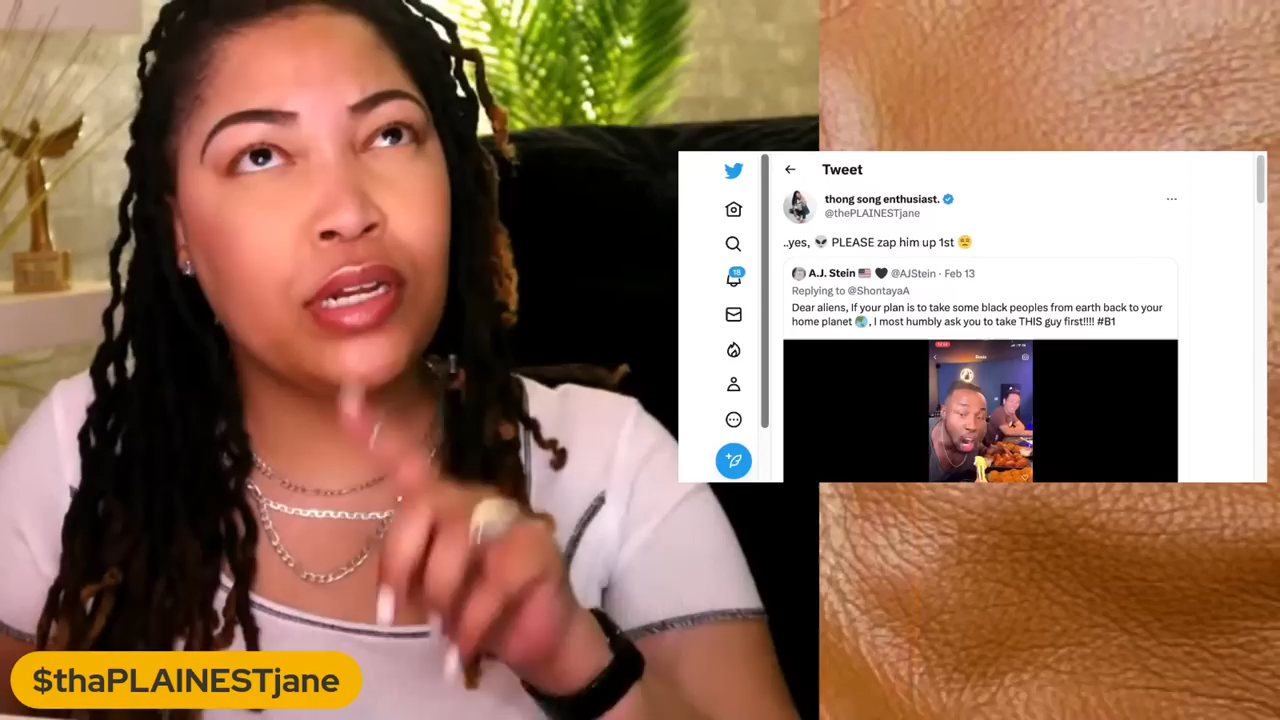 Tweet
thong song enthusiast.
@thePLAINESTjane
..yes, 👽 PLEASE zap him up 1st 😵‍💫
A.J. Stein 🇺🇸 🖤 @AJStein · Feb 13
Replying to @ShontayaA
Dear aliens, If your plan is to take some black peoples from earth back to your
home planet 🌏, I most humbly ask you to take THIS guy first!!!! #B1
18
$thaPLAINESTjane